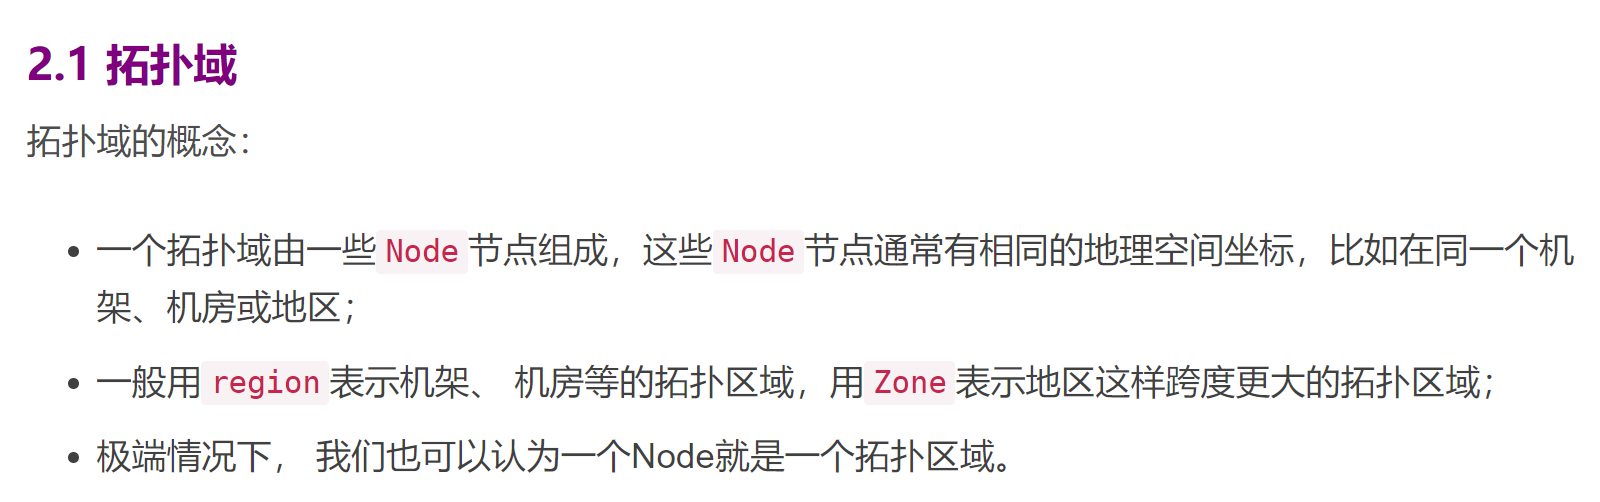 2.1 拓扑域
拓扑域的概念：
• 一个拓扑域由一些Node节点组成，这些Node节点通常有相同的地理空间坐标，比如在同一个机
架、机房或地区；
• 一般用region表示机架、 机房等的拓扑区域，用Zone表示地区这样跨度更大的拓扑区域；
• 极端情况下， 我们也可以认为一个Node就是一个拓扑区域。